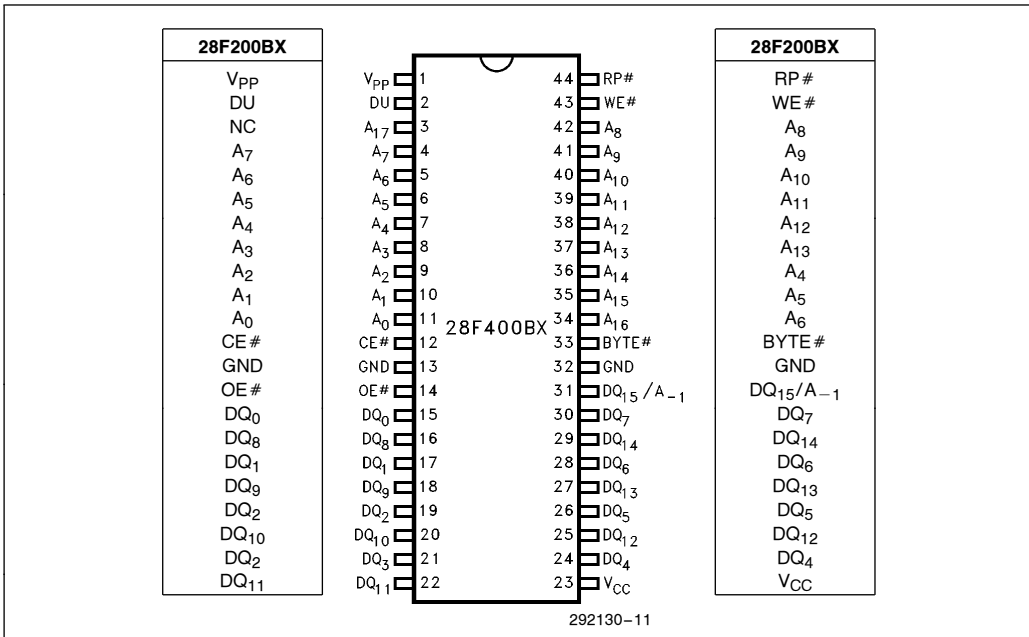 28F200BX 28F200BX
VPP VPP 1 44 RP# RP#
DU DU 2 43 WE# WE#
NC A17 3 42 A8 A8
A7 A7 4 41 A9 A9
A6 A6 5 40 A10 A10
A5 A5 6 39 A11 A11
A4 A4 7 38 A12 A12
A3 A3 8 37 A13 A13
A2 A2 9 36 A14 A4
A1 A1 10 35 A15 A5
A0 A0 11 34 A16 A6
28F400BX
CE# CE# 12 33 BYTE# BYTE#
GND GND 13 32 GND GND
OE# OE# 14 31 DQ15/A-1 DQ15/A−1
DQ0 DQ0 15 30 DQ7 DQ7
DQ8 DQ8 16 29 DQ14 DQ14
DQ1 DQ1 17 28 DQ6 DQ6
DQ9 DQ9 18 27 DQ13 DQ13
DQ2 DQ2 19 26 DQ5 DQ5
DQ10 DQ10 20 25 DQ12 DQ12
DQ2 DQ3 21 24 DQ4 DQ4
DQ11 DQ11 22 23 VCC VCC
292130-11